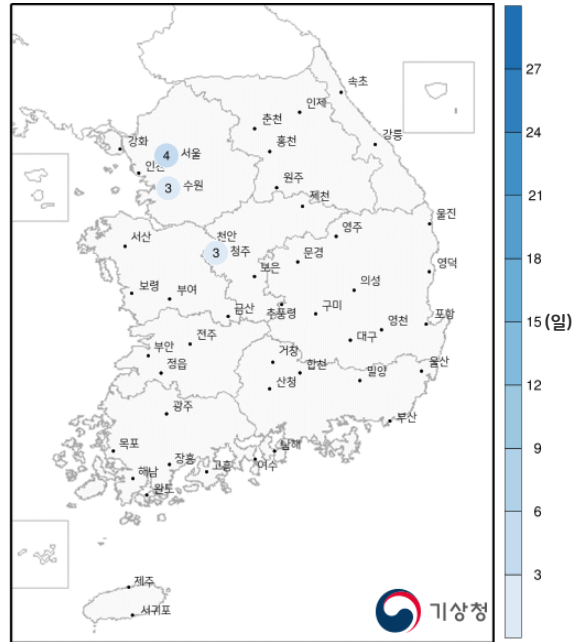 속초
인제
춘천
27
강릉
강화
홍천
24
4 서울
인천
원주
3 수원
제천
21
울진
천안
영주
서산
3 청주
문경
18
영덕
보은
의성
보령
부여
구미
추풍령
금산
영천
포항
15 (일)
전주
대구
부안
거창
정읍
합천
울산
산청
밀양
12
광주
부산
9
목포
남해
장흥
고흥
여수
해남
완도
6
제주
3
서귀포
기상청